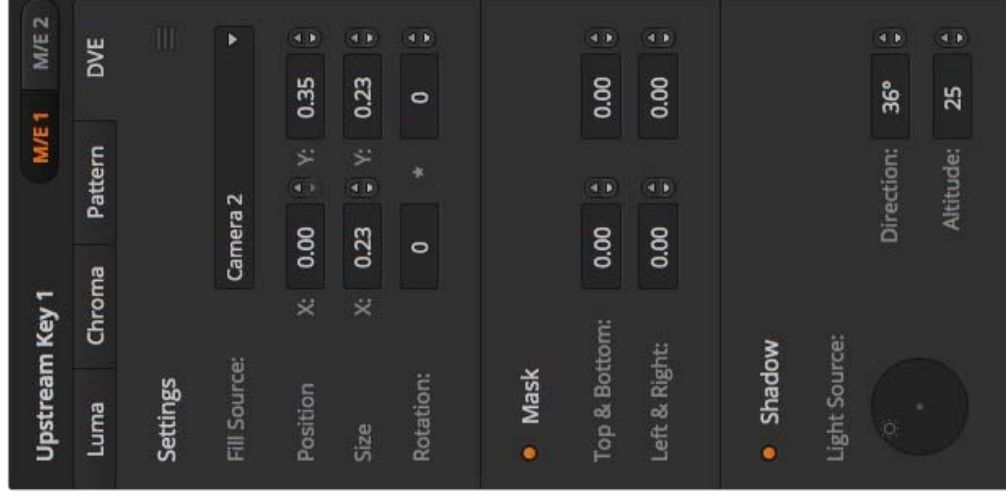 Upstream Key 1 M/E 1 M/E 2
Luma Chroma Pattern DVE
Settings
Fill Source: Camera 2
Position X: 0.00 Y: 0.35
Size X: 0.23 Y: 0.23
Rotation: 0 * 0
Mask
Top & Bottom: 0.00 0.00
Left & Right: 0.00 0.00
Shadow
Light Source:
Direction: 36°
Altitude: 25